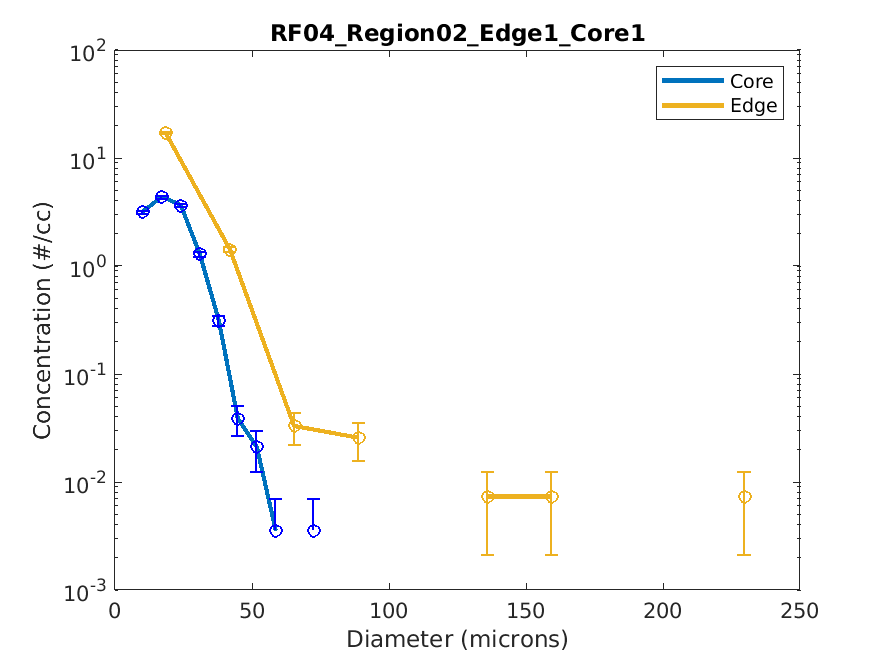 RF04_Region02_Edge1_Core1
Core
Edge
10^2
10^1
10^0
10^-1
10^-2
10^-3
Concentration (#/cc)
0 50 100 150 200 250
Diameter (microns)